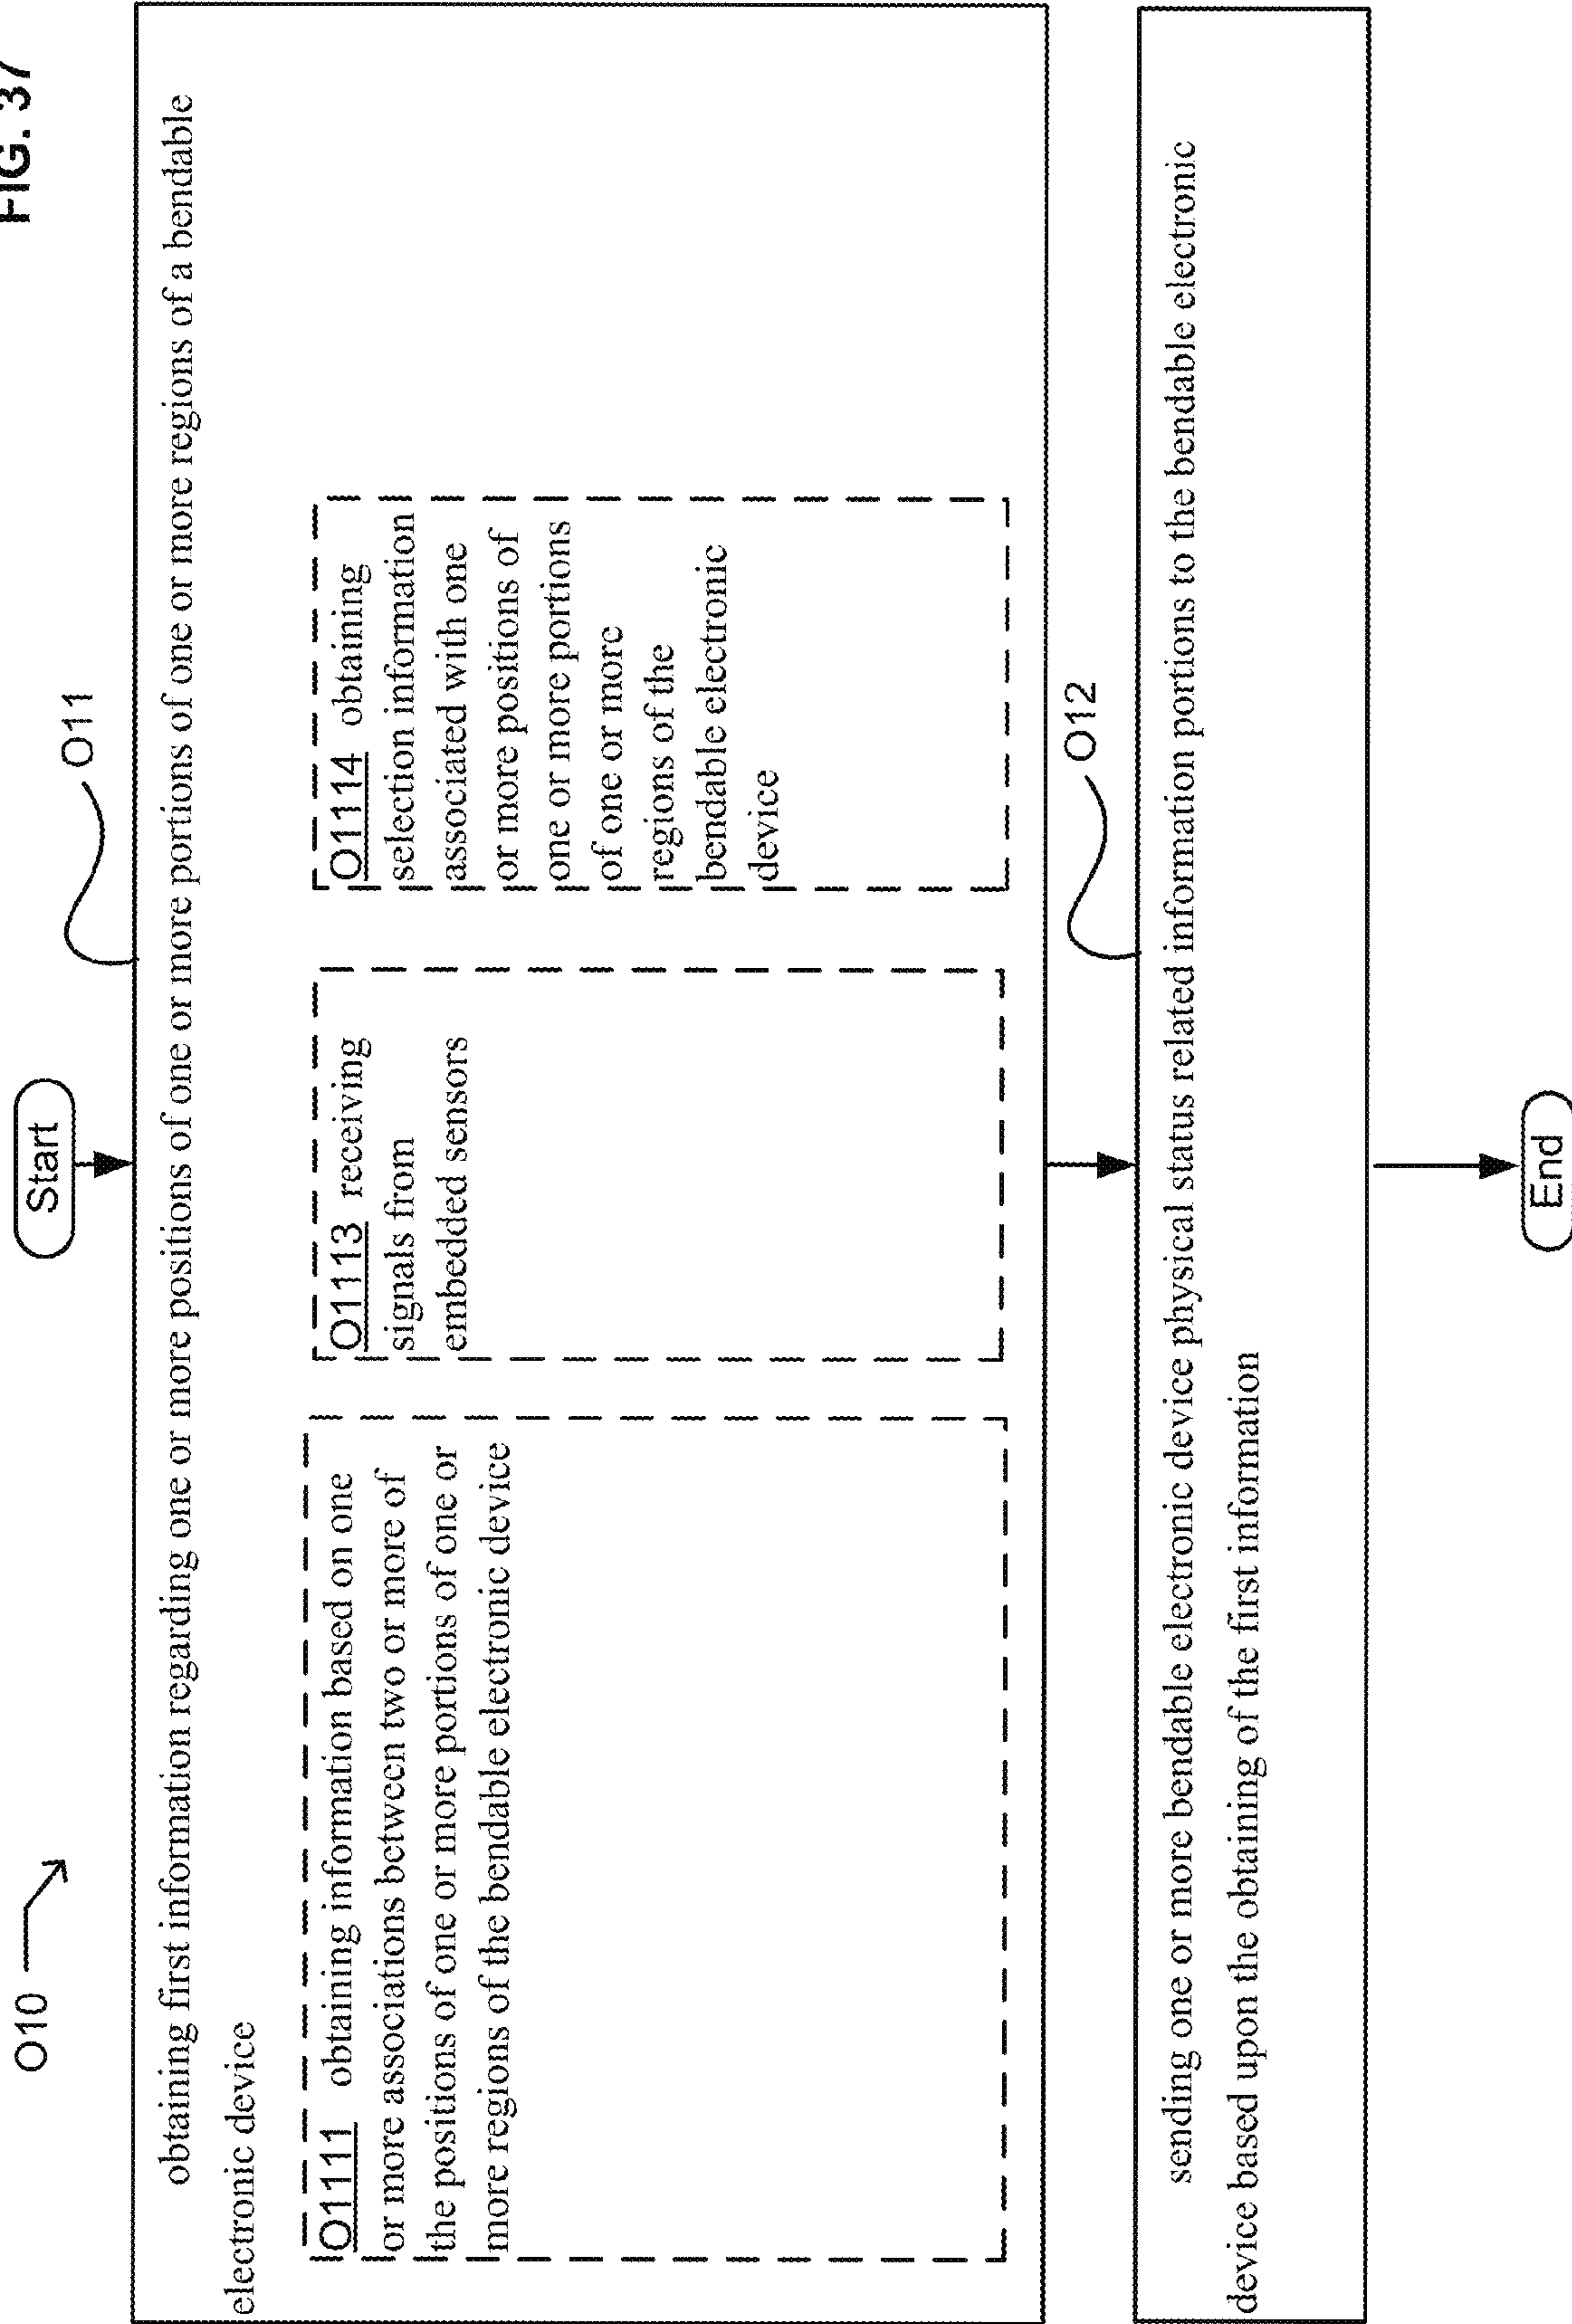 FIG. 37
O10
Start
O11
obtaining first information regarding one or more positions of one or more portions of one or more regions of a bendable
electronic device
O1111 obtaining information based on one
or more associations between two or more of
the positions of one or more portions of one or
more regions of the bendable electronic device
O1113 receiving
signals from
embedded sensors
O1114 obtaining
selection information
associated with one
or more positions of
one or more portions
of one or more
regions of the
bendable electronic
device
O12
sending one or more bendable electronic device physical status related information portions to the bendable electronic
device based upon the obtaining of the first information
End